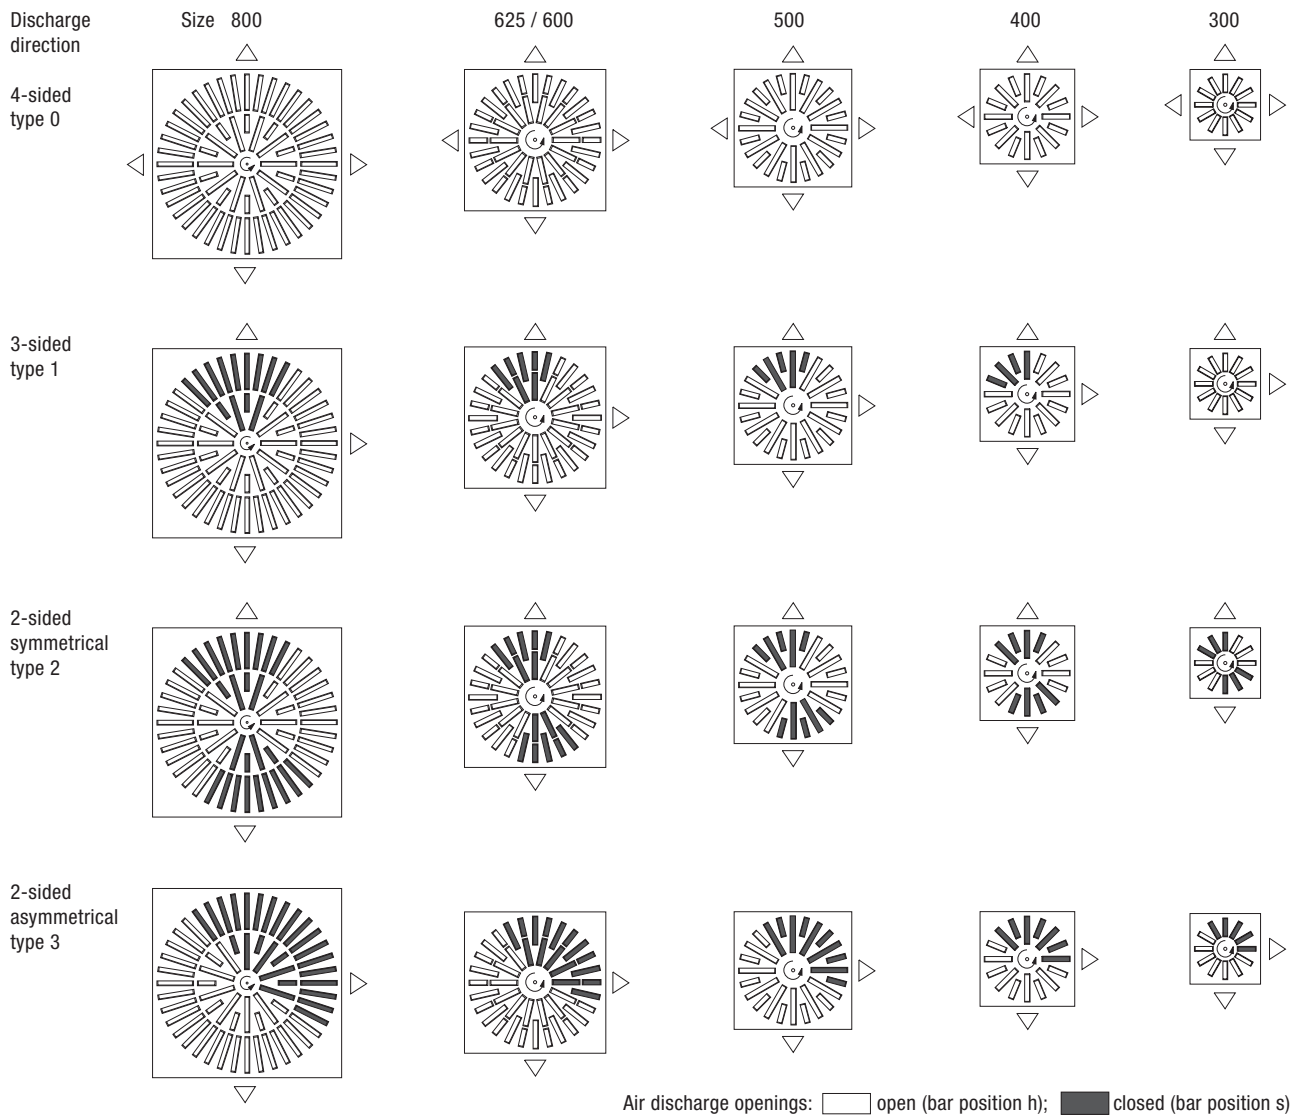 Discharge
direction
Size 800
625 / 600
500
400
300
4-sided
type 0
3-sided
type 1
2-sided
symmetrical
type 2
2-sided
asymmetrical
type 3
Air discharge openings: open (bar position h); closed (bar position s)